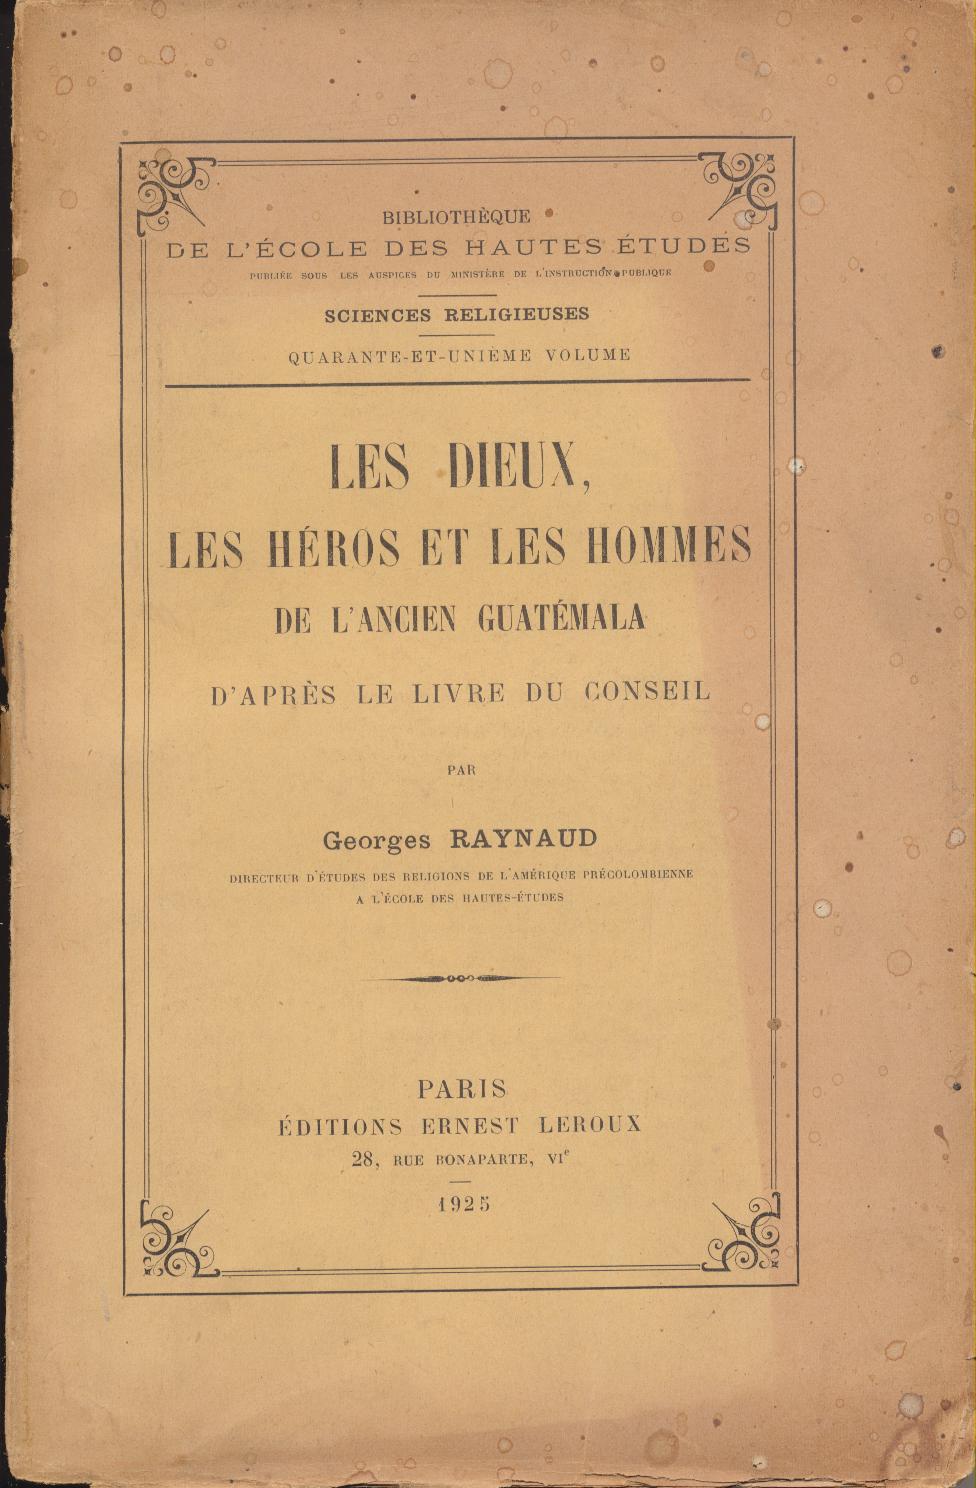 BIBLIOTHÈQUE
DE L'ÉCOLE DES HAUTES ÉTUDES
PUBLIÉE SOUS LES AUSPICES DU MINISTÈRE DE L'INSTRUCTION PUBLIQUE
SCIENCES RELIGIEUSES
QUARANTE-ET-UNIÈME VOLUME
LES DIEUX,
LES HÉROS ET LES HOMMES
DE L'ANCIEN GUATÉMALA
D'APRÈS LE LIVRE DU CONSEIL
PAR
Georges RAYNAUD
DIRECTEUR D'ÉTUDES DES RELIGIONS DE L'AMÉRIQUE PRÉCOLOMBIENNE
A L'ÉCOLE DES HAUTES-ÉTUDES
PARIS
ÉDITIONS ERNEST LEROUX
28, RUE BONAPARTE, VIe
1925